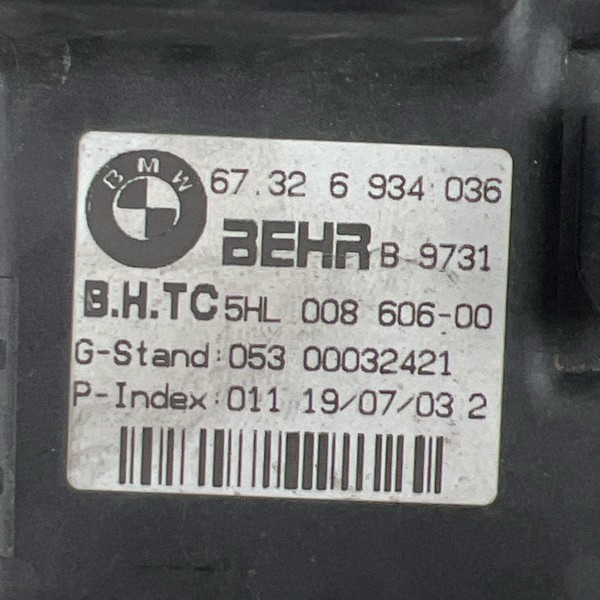 BMW 67.32 6 934 036
BEHR B 9731
B.H.TC 5HL 008 606-00
G-Stand:053 00032421
P-Index:011 19/07/03 2